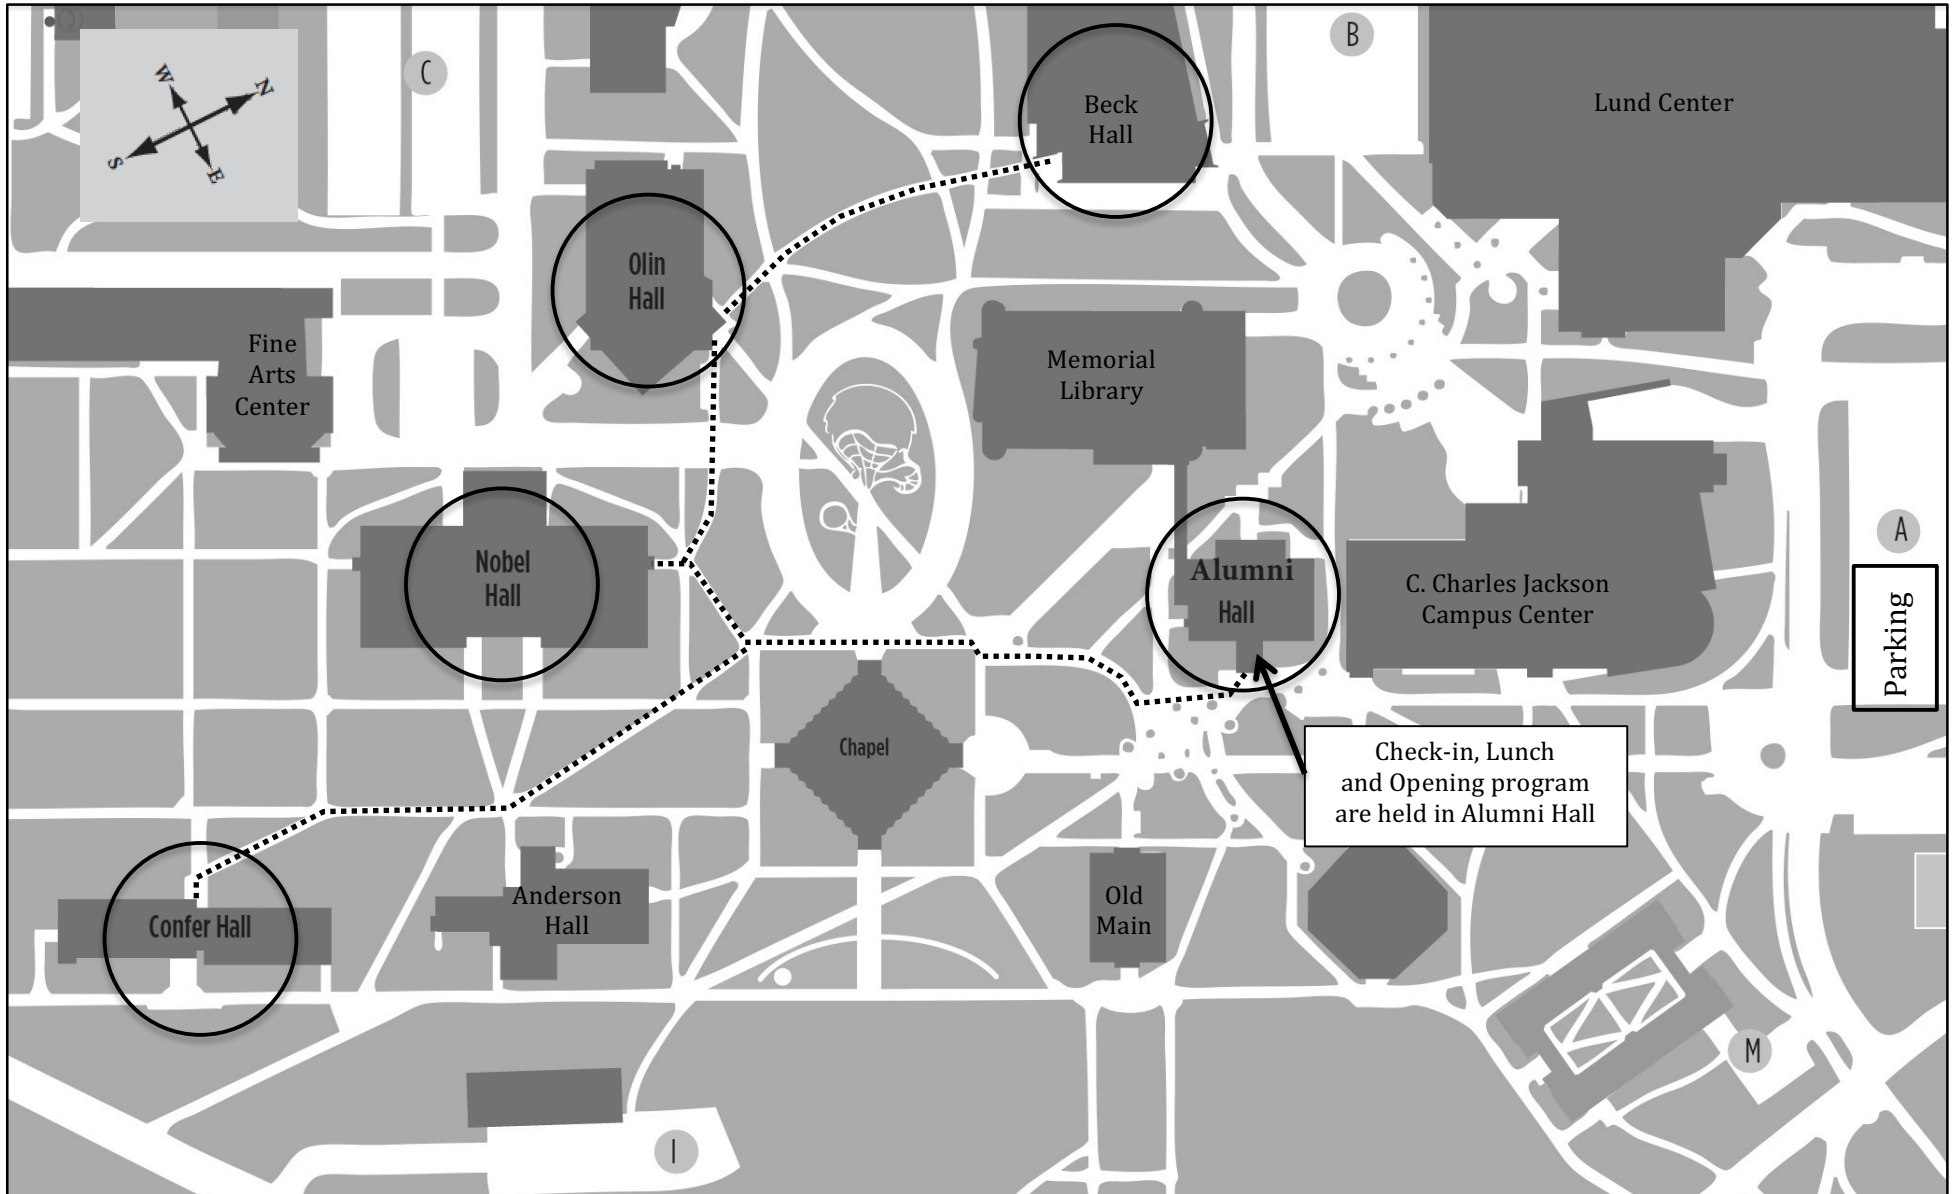 C
B
W
N
S
E
Beck
Hall
Lund Center
Olin
Hall
Fine
Arts
Center
Memorial
Library
A
Nobel
Hall
Alumni
Hall
C. Charles Jackson
Campus Center
Parking
Chapel
Check-in, Lunch
and Opening program
are held in Alumni Hall
Confer Hall
Anderson
Hall
Old
Main
M
I